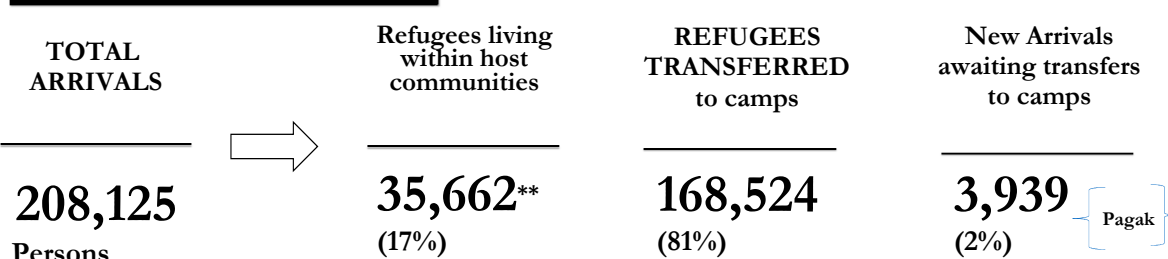 TOTAL
ARRIVALS
208,125
Persons
Refugees living
within host
communities
35,662**
(17%)
REFUGEES
TRANSFERRED
to camps
168,524
(81%)
New Arrivals
awaiting transfers
to camps
3,939
(2%)
Pagak